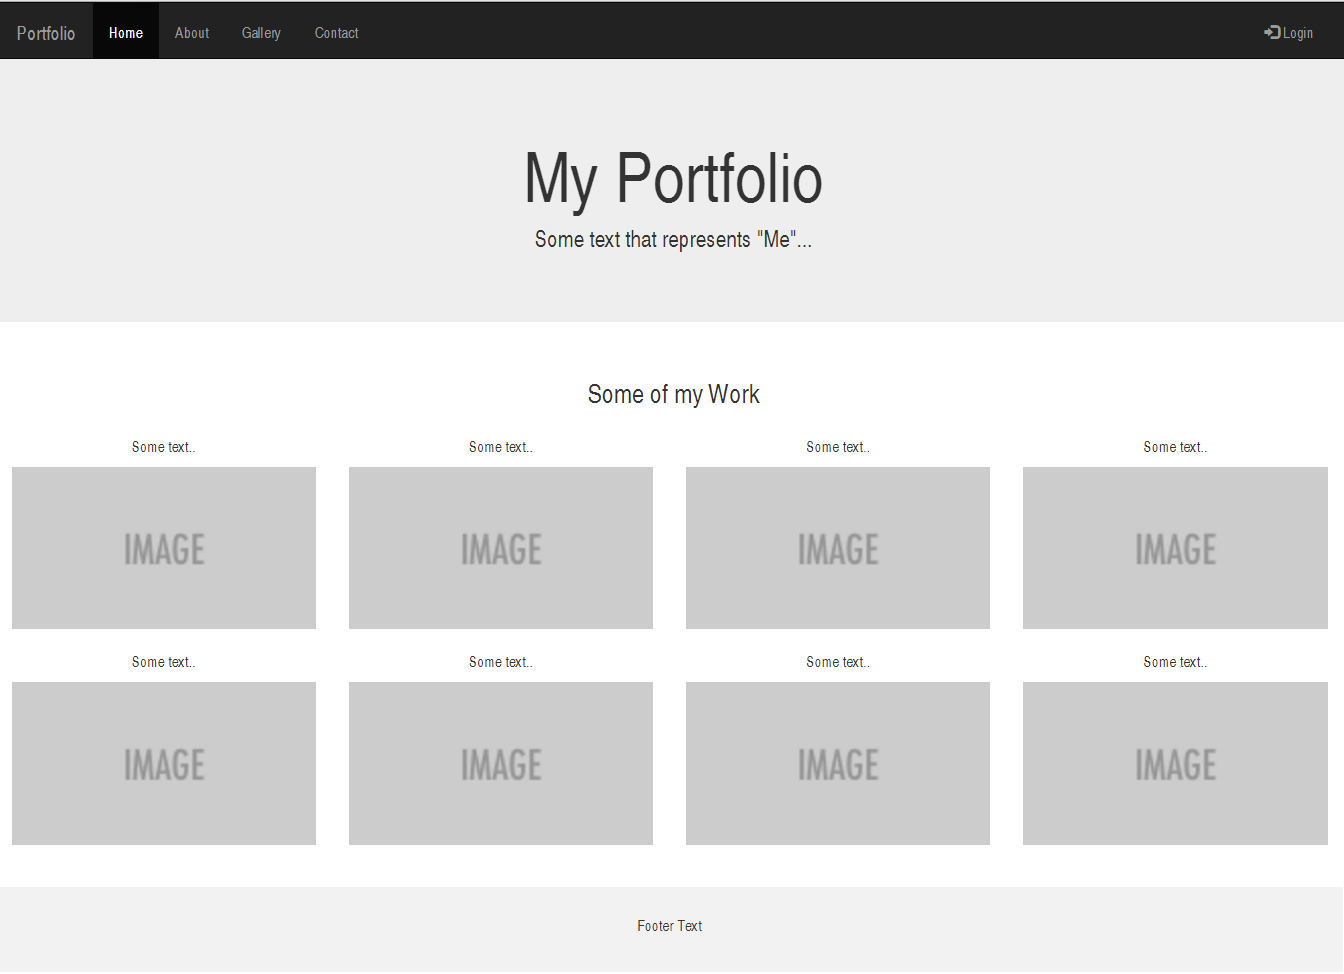 Portfolio Home About Gallery Contact Login
My Portfolio
Some text that represents "Me"...
Some of my Work
Some text.. Some text.. Some text.. Some text..
IMAGE IMAGE IMAGE IMAGE
Some text.. Some text.. Some text.. Some text..
IMAGE IMAGE IMAGE IMAGE
Footer Text